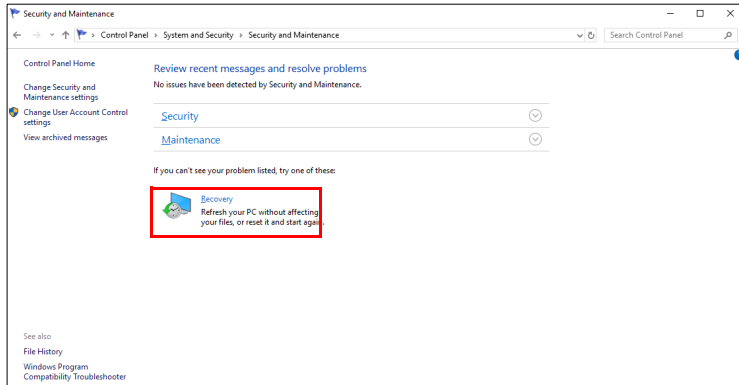 Security and Maintenance
Control Panel > System and Security > Security and Maintenance
Search Control Panel
Control Panel Home
Change Security and
Maintenance settings
Change User Account Control
settings
View archived messages
Review recent messages and resolve problems
No issues have been detected by Security and Maintenance.
Security
Maintenance
If you can't see your problem listed, try one of these:
Recovery
Refresh your PC without affecting
your files, or reset it and start again.
See also
File History
Windows Program
Compatibility Troubleshooter